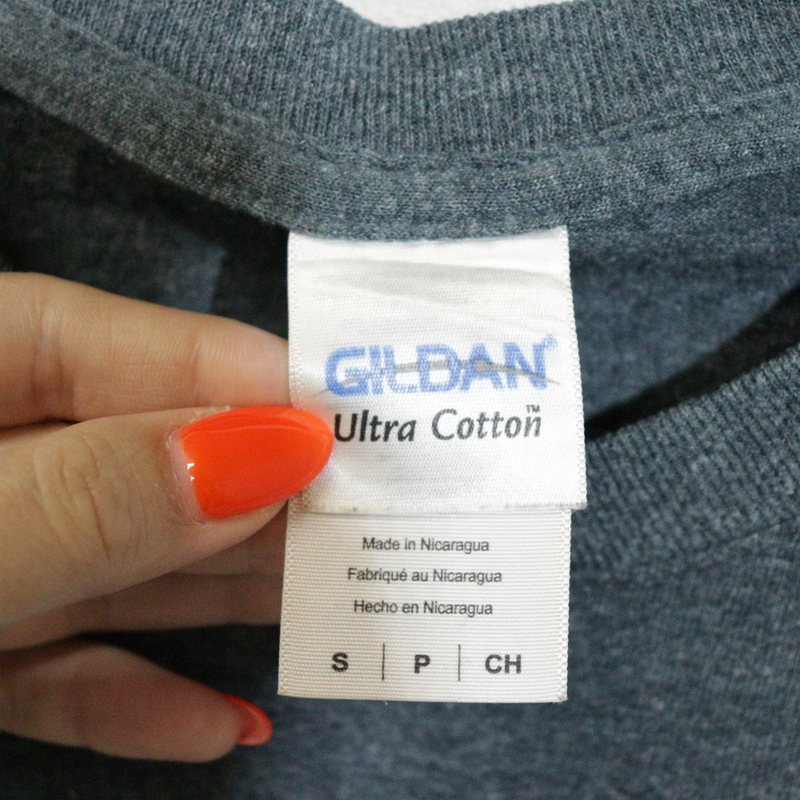 GILDAN®
Ultra Cotton™
Made in Nicaragua
Fabriqué au Nicaragua
Hecho en Nicaragua
S | P | CH